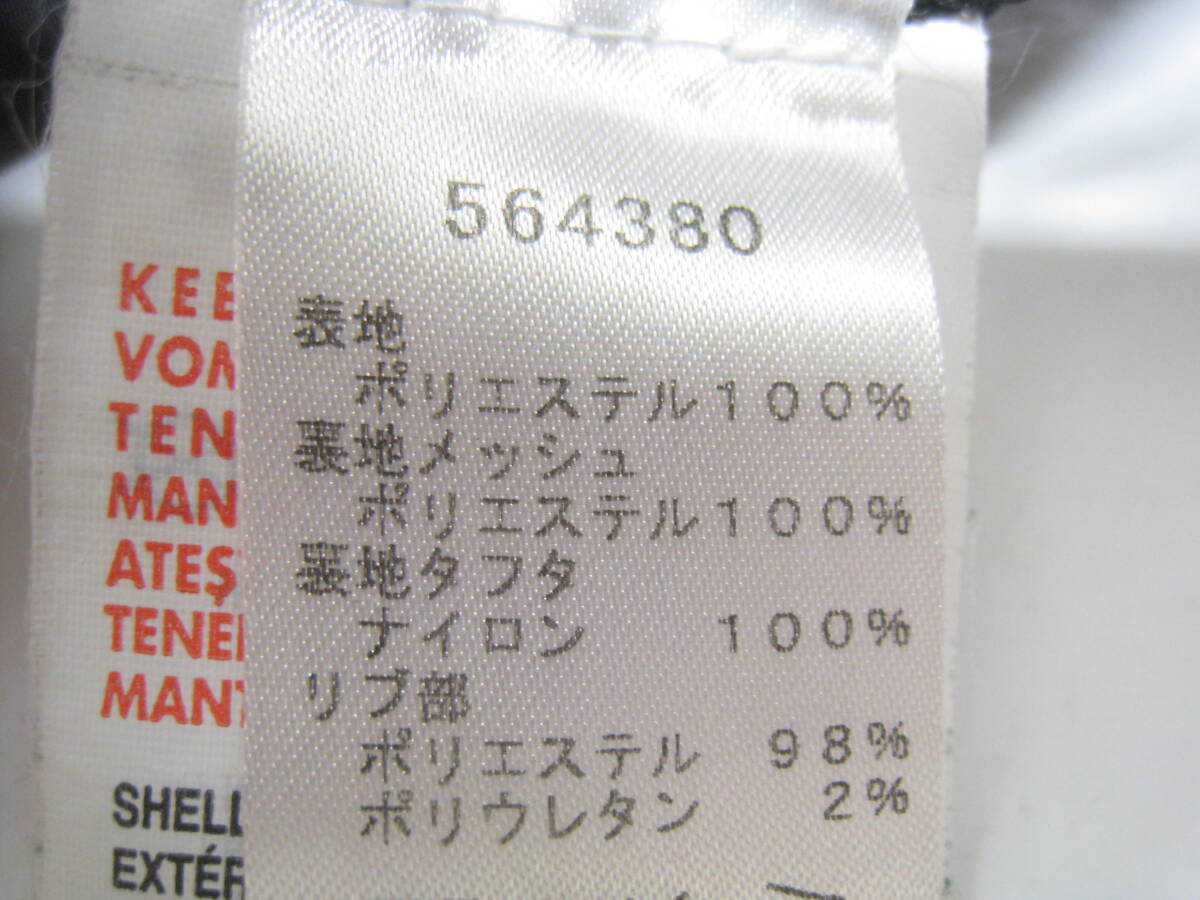 564380
表地
ポリエステル100%
裏地メッシュ
ポリエステル100%
裏地タフタ
ナイロン 100%
リブ部
ポリエステル 98%
ポリウレタン 2%
KEE
VON
TEN
MAN
ATEŞ
TENE
MANT
SHELL
EXTÉR